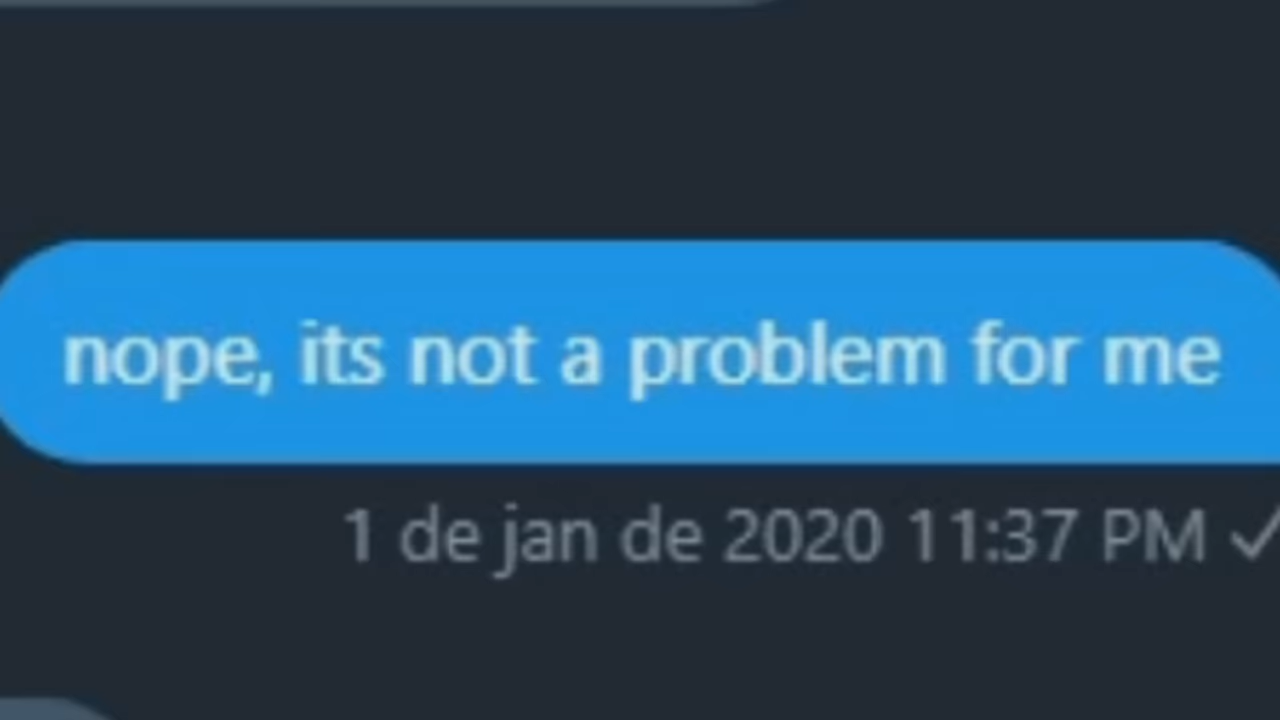 nope, its not a problem for me
1 de jan de 2020 11:37 PM ✓